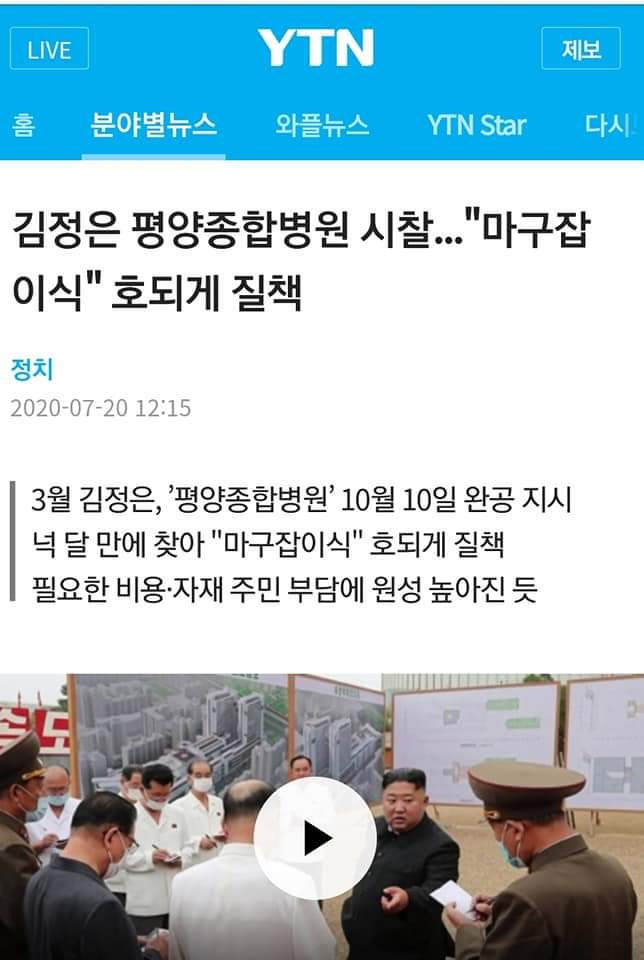 LIVE
YTN
제보
홈 분야별뉴스 와플뉴스 YTN Star 다시
김정은 평양종합병원 시찰..."마구잡
이식" 호되게 질책
정치
2020-07-20 12:15
3월 김정은, ’평양종합병원’ 10월 10일 완공 지시
넉 달 만에 찾아 "마구잡이식" 호되게 질책
필요한 비용·자재 주민 부담에 원성 높아진 듯
속도